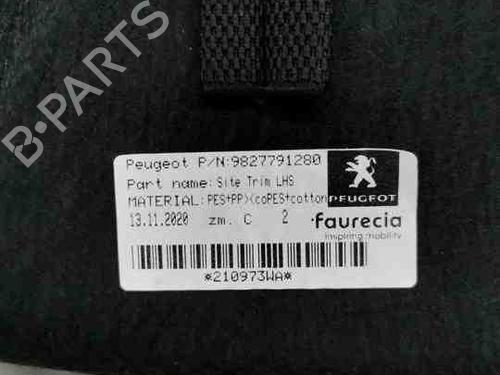 Peugeot P/N:9827791280
Part name: Site Trim LHS
MATERIAL: PES+PP)(coPES+cotton
PEUGEOT
13.11.2020 zm. C 2
faurecia
inspiring mobility
*210973WA*
B-PARTS